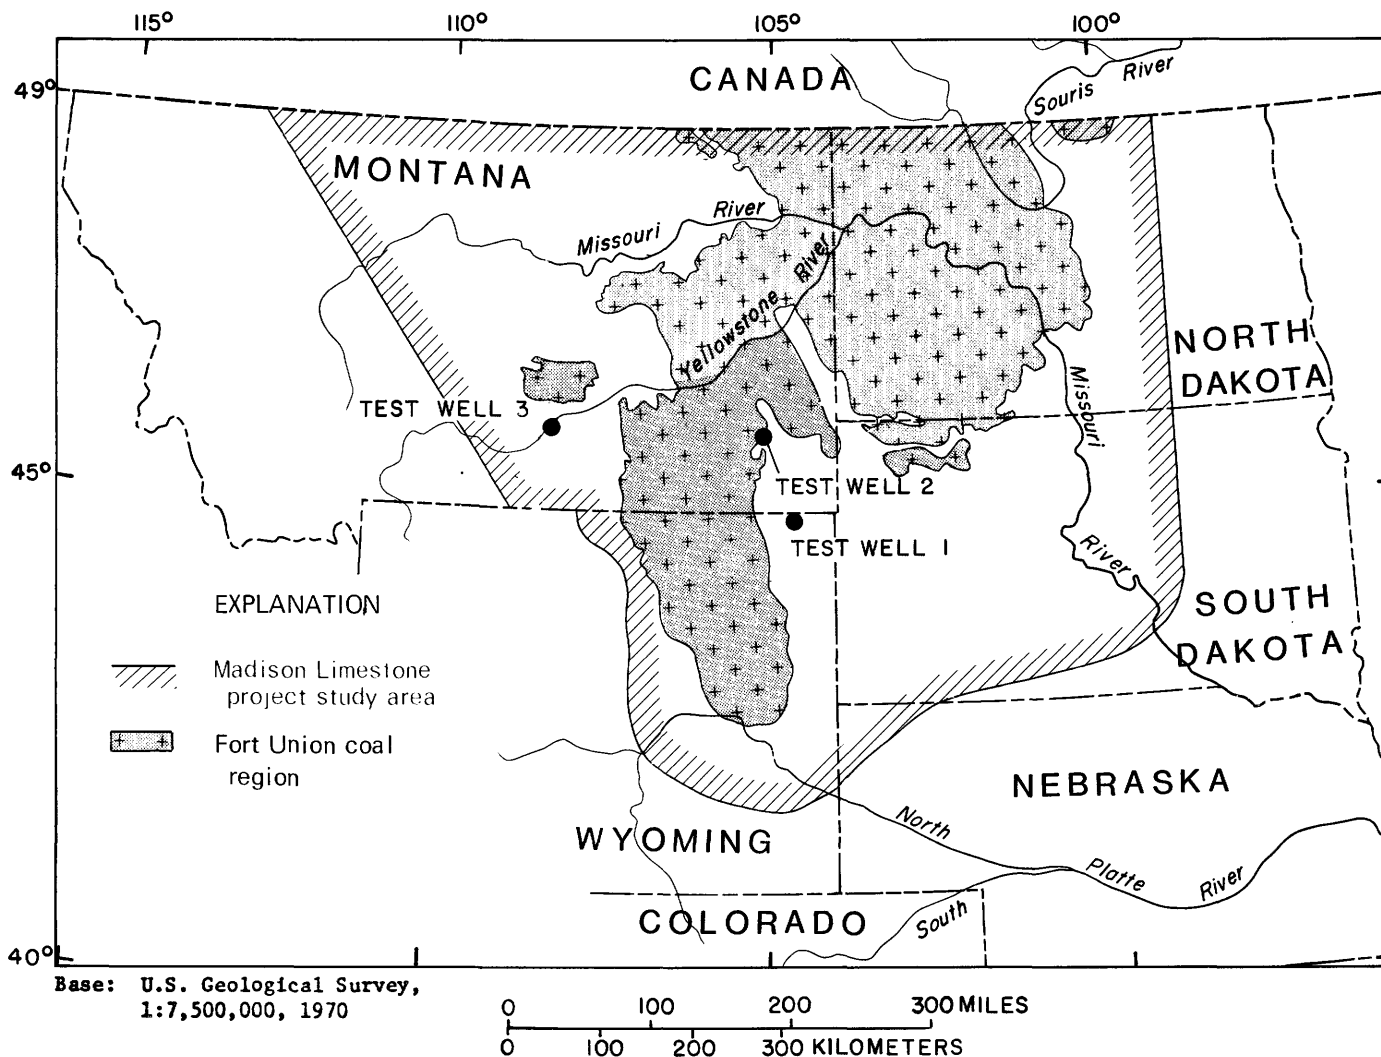 115° 110° 105° 100°
49°
CANADA
Souris River
MONTANA
Missouri River
Yellowstone River
NORTH
DAKOTA
Missouri
River
TEST WELL 3
45°
TEST WELL 2
TEST WELL 1
SOUTH
DAKOTA
EXPLANATION
Madison Limestone
project study area
Fort Union coal
region
NEBRASKA
WYOMING
North
Platte
River
COLORADO
South
40°
Base: U.S. Geological Survey,
1:7,500,000, 1970
0 100 200 300 MILES
0 100 200 300 KILOMETERS